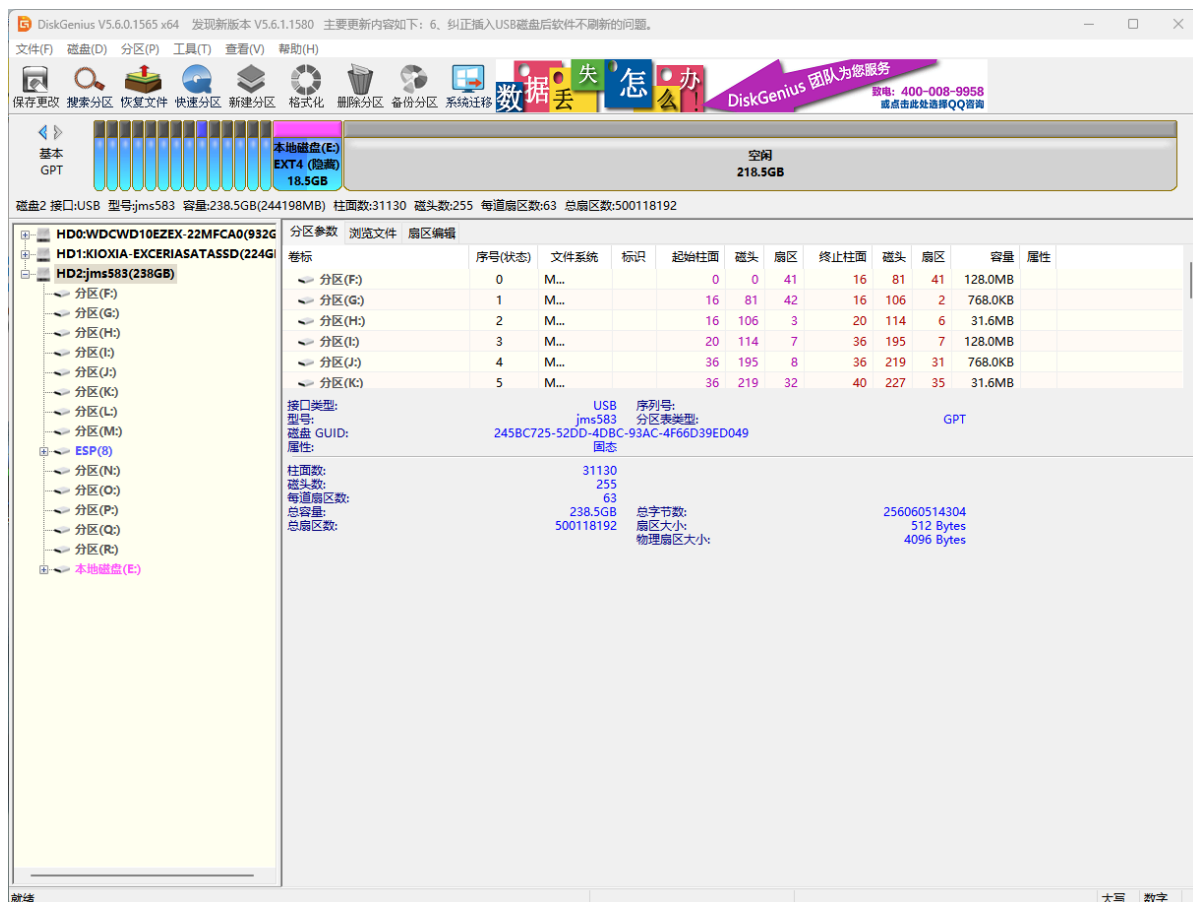 DiskGenius V5.6.0.1565 x64 发现新版本 V5.6.1.1580 主要更新内容如下：6、纠正插入USB磁盘后软件不刷新的问题。
文件(F) 磁盘(D) 分区(P) 工具(T) 查看(V) 帮助(H)
保存更改 搜索分区 恢复文件 快速分区 新建分区 格式化 删除分区 备份分区 系统迁移
数据丢失怎么办!
DiskGenius 团队为您服务
致电: 400-008-9958
或点击此处选择QQ咨询
基本
GPT
本地磁盘(E:)
EXT4 (隐藏)
18.5GB
空闲
218.5GB
磁盘2 接口:USB 型号:jms583 容量:238.5GB(244198MB) 柱面数:31130 磁头数:255 每道扇区数:63 总扇区数:500118192
HD0:WDCWD10EZEX-22MFCA0(932G
HD1:KIOXIA-EXCERIASATASSD(224GI
HD2:jms583(238GB)
分区(F:)
分区(G:)
分区(H:)
分区(I:)
分区(J:)
分区(K:)
分区(L:)
分区(M:)
ESP(8)
分区(N:)
分区(O:)
分区(P:)
分区(Q:)
分区(R:)
本地磁盘(E:)
分区参数 浏览文件 扇区编辑
卷标 序号(状态) 文件系统 标识 起始柱面 磁头 扇区 终止柱面 磁头 扇区 容量 属性
分区(F:) 0 M... 0 0 41 16 81 41 128.0MB
分区(G:) 1 M... 16 81 42 16 106 2 768.0KB
分区(H:) 2 M... 16 106 3 20 114 6 31.6MB
分区(I:) 3 M... 20 114 7 36 195 7 128.0MB
分区(J:) 4 M... 36 195 8 36 219 31 768.0KB
分区(K:) 5 M... 36 219 32 40 227 35 31.6MB
接口类型: USB 序列号:
型号: jms583 分区表类型: GPT
磁盘 GUID: 245BC725-52DD-4DBC-93AC-4F66D39ED049
属性: 固态
柱面数: 31130
磁头数: 255
每道扇区数: 63
总容量: 238.5GB 总字节数: 256060514304
总扇区数: 500118192 扇区大小: 512 Bytes
物理扇区大小: 4096 Bytes
就绪 大写 数字